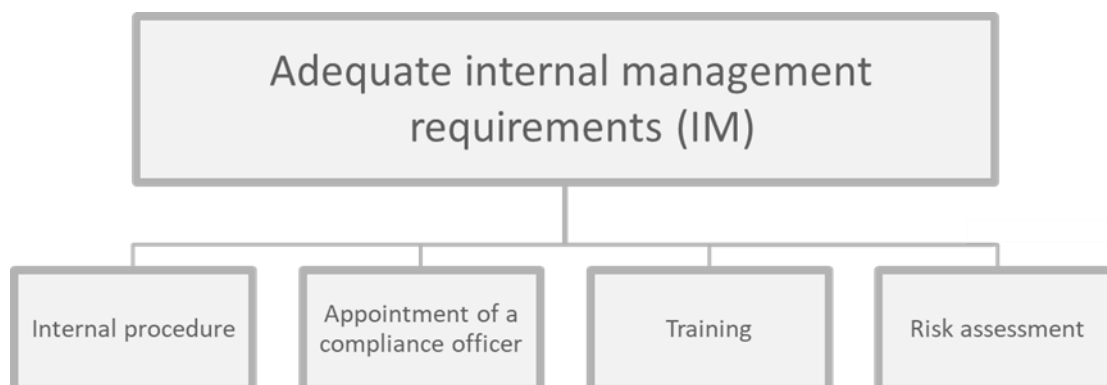 Adequate internal management
requirements (IM)
Internal procedure
Appointment of a
compliance officer
Training
Risk assessment